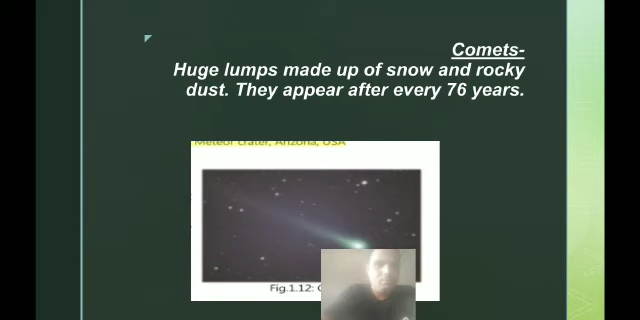 Comets-
Huge lumps made up of snow and rocky
dust. They appear after every 76 years.
Meteor crater, Arizona, USA
Fig.1.12: